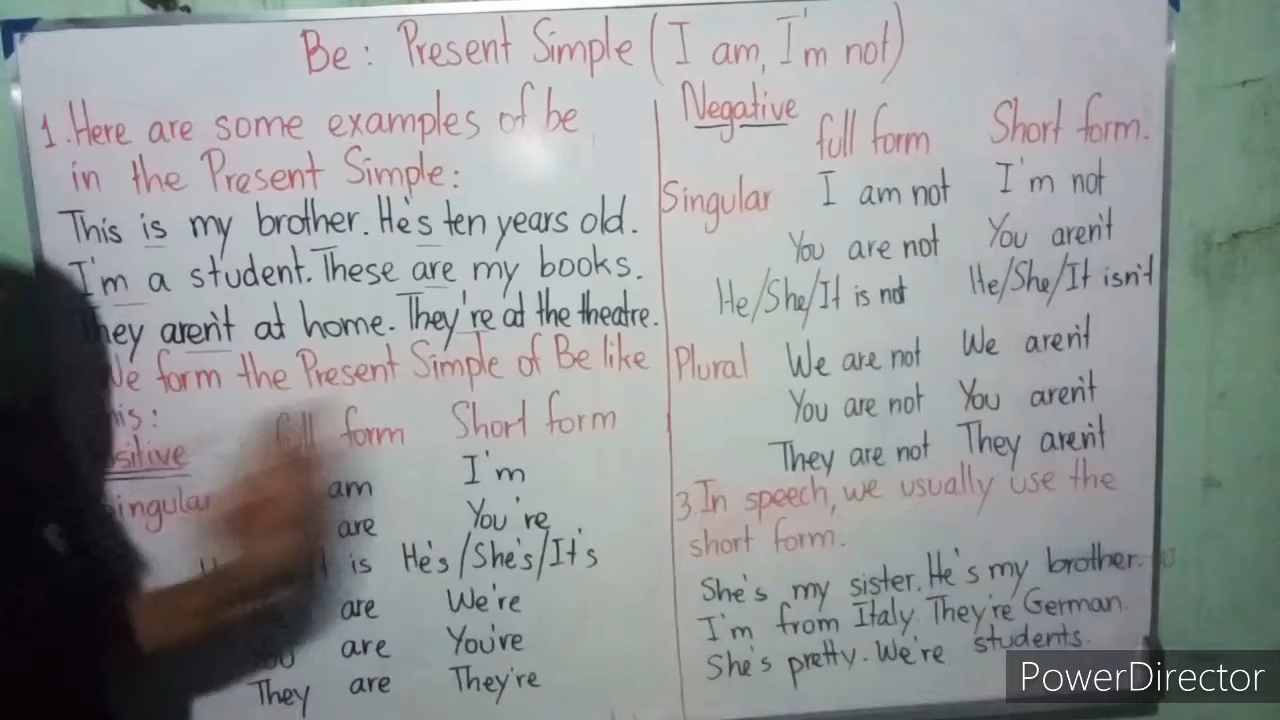 Be : Present Simple (I am, I'm not)
1. Here are some examples of be
in the Present Simple:
This is my brother. He's ten years old.
I'm a student. These are my books.
They aren't at home. They're at the theatre.
We form the Present Simple of Be like
this:
full form Short form
Positive
Singular
am I'm
are You're
is He's/She's/It's
are We're
You are You're
They are They're
Negative
full form Short form.
Singular I am not I'm not
You are not You aren't
He/She/It is not He/She/It isn't
Plural We are not We aren't
You are not You aren't
They are not They aren't
3. In speech, we usually use the
short form.
She's my sister. He's my brother.
I'm from Italy. They're German.
She's pretty. We're students.
PowerDirector